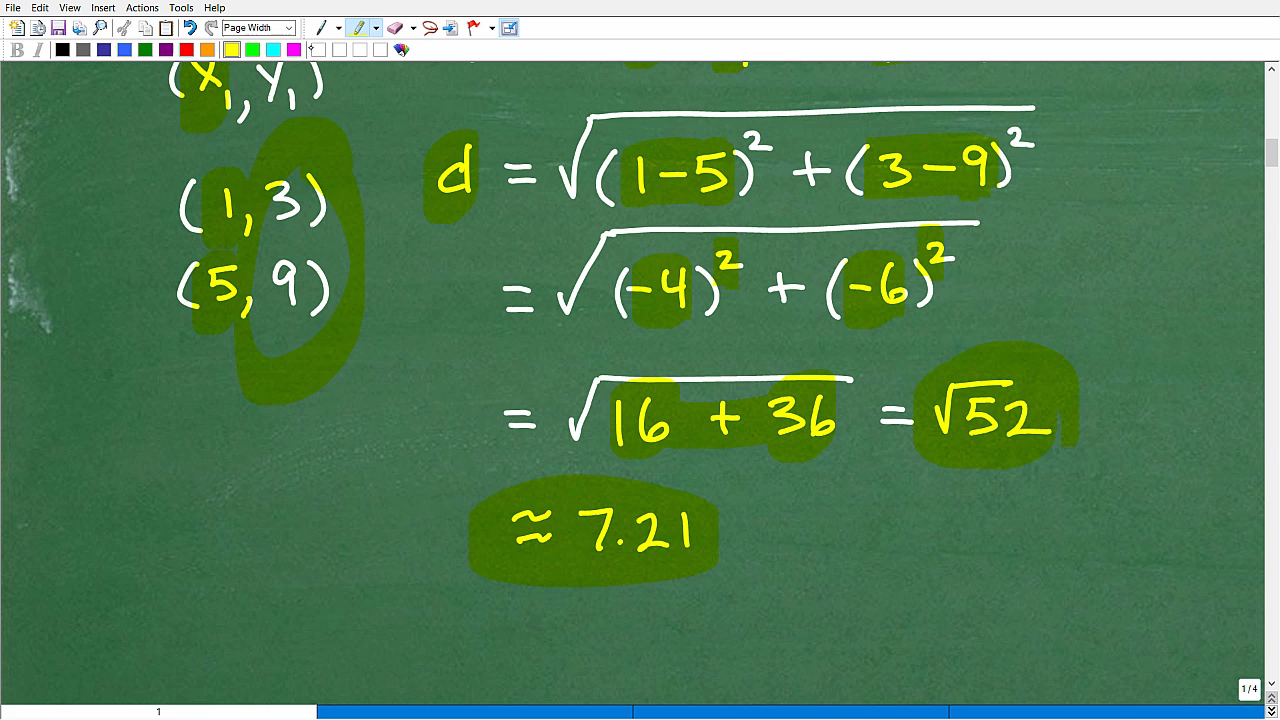 File Edit View Insert Actions Tools Help
Page Width
B I
(x₁, y₁)
d = √((1-5)² + (3-9)²)
(1, 3)
(5, 9)
= √((-4)² + (-6)²)
= √(16 + 36) = √52
≈ 7.21
1/4
1